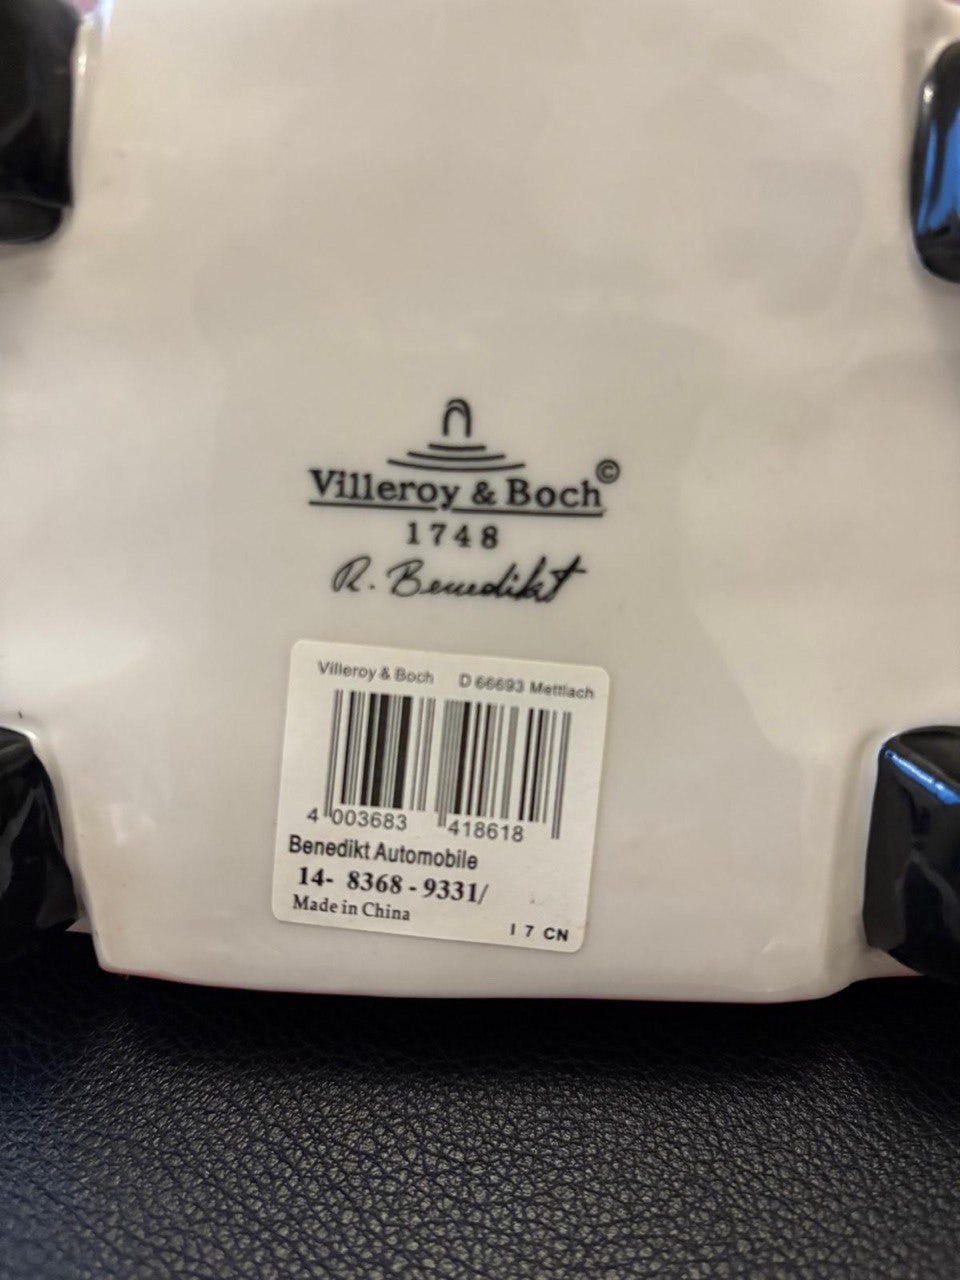 Villeroy & Boch©
1748
R. Benedikt
Villeroy & Boch D 66693 Mettlach
4 003683 418618
Benedikt Automobile
14- 8368 - 9331/
Made in China
I 7 CN